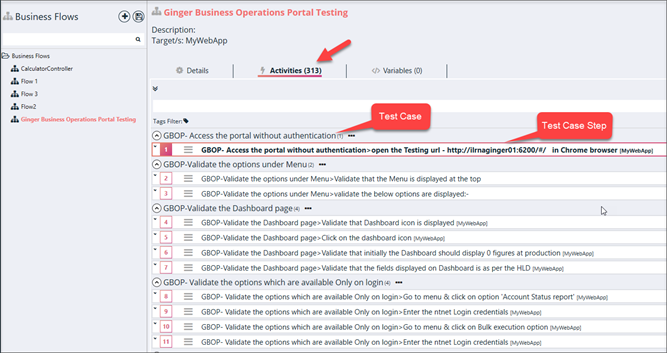 Business Flows
Business Flows
CalculatorController
Flow 1
Flow 3
Flow2
Ginger Business Operations Portal Testing
Ginger Business Operations Portal Testing
Description:
Target/s: MyWebApp
Details
Activities (313)
Variables (0)
Tags Filter:
Test Case
Test Case Step
GBOP- Access the portal without authentication (1) •••
1 GBOP- Access the portal without authentication>open the Testing url - http://ilrnaginger01:6200/#/ in Chrome browser [MyWebApp]
GBOP-Validate the options under Menu (2) •••
2 GBOP-Validate the options under Menu>Validate that the Menu is displayed at the top
3 GBOP-Validate the options under Menu>validate the below options are displayed:-
GBOP-Validate the Dashboard page (4) •••
4 GBOP-Validate the Dashboard page>Validate that Dashboard icon is displayed [MyWebApp]
5 GBOP-Validate the Dashboard page>Click on the dashboard icon [MyWebApp]
6 GBOP-Validate the Dashboard page>Validate that initially the Dashboard should display 0 figures at production [MyWebApp]
7 GBOP-Validate the Dashboard page>Validate that the fields displayed on Dashboard is as per the HLD [MyWebApp]
GBOP- Validate the options which are available Only on login (4) •••
8 GBOP- Validate the options which are available Only on login>Go to menu & click on option 'Account Status report' [MyWebApp]
9 GBOP- Validate the options which are available Only on login>Enter the ntnet Login credentials [MyWebApp]
10 GBOP- Validate the options which are available Only on login>Go to menu & click on Bulk execution option [MyWebApp]
11 GBOP- Validate the options which are available Only on login>Enter the ntnet Login credentials [MyWebApp]